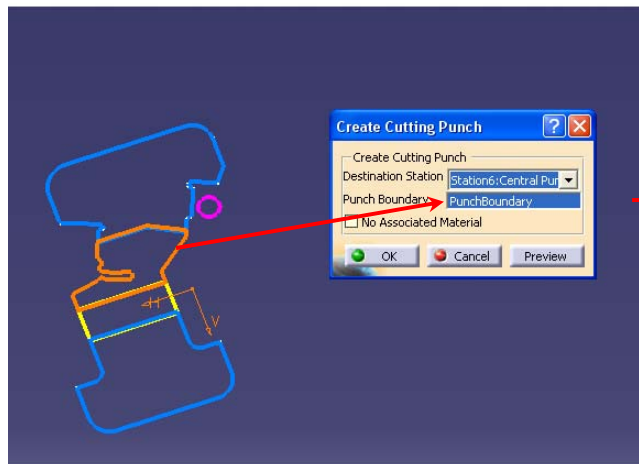 Create Cutting Punch
Create Cutting Punch
Destination Station Station6:Central Pur
Punch Boundary PunchBoundary
No Associated Material
OK Cancel Preview
H
V